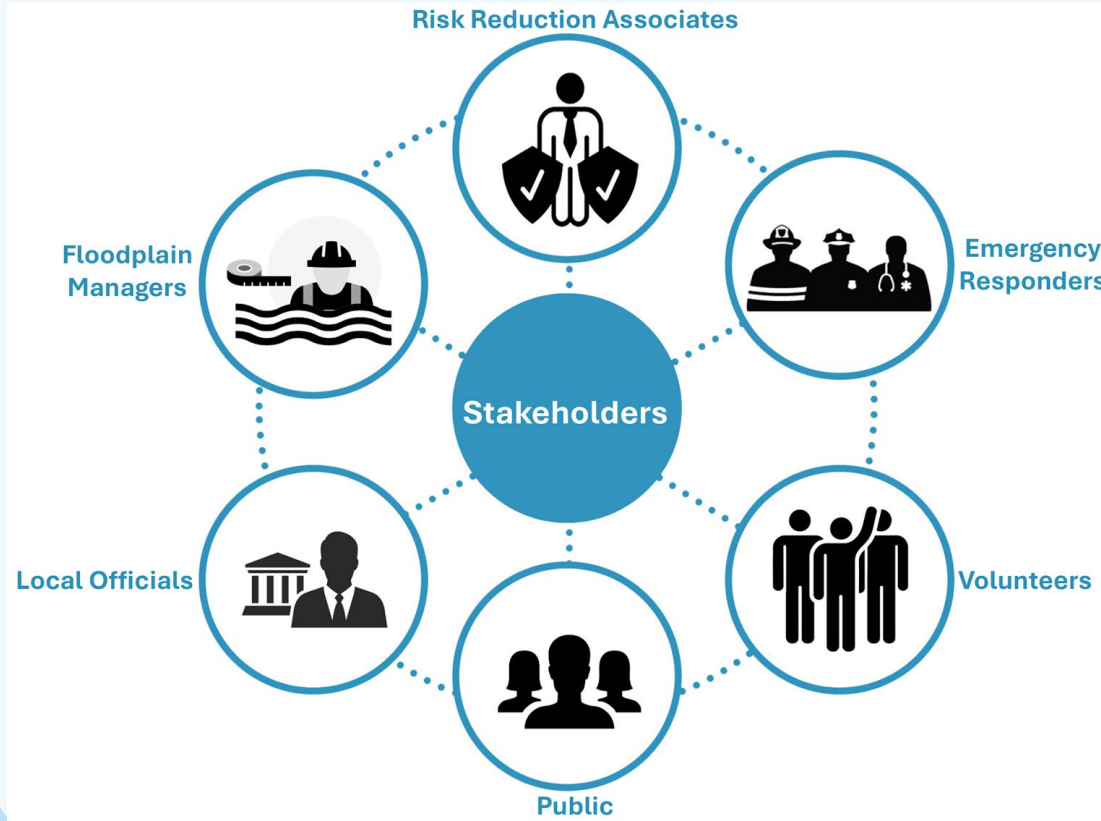 Risk Reduction Associates
Floodplain
Managers
Emergency
Responders
Stakeholders
Local Officials
Volunteers
Public